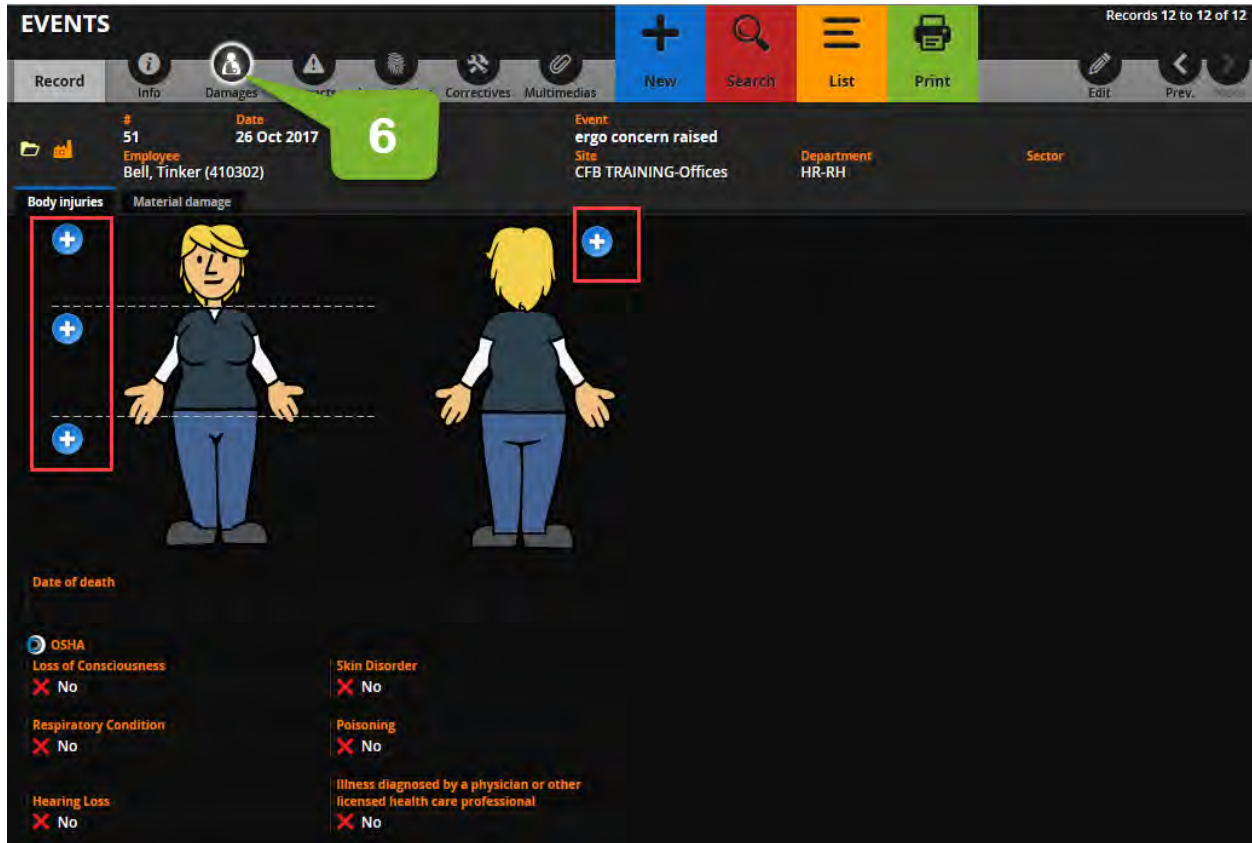 EVENTS
Records 12 to 12 of 12
Record
Info
Damages
Correctives
Multimedias
New
Search
List
Print
Edit
Prev.
6
#
Date
Event
51
26 Oct 2017
ergo concern raised
Employee
Site
Department
Sector
Bell, Tinker (410302)
CFB TRAINING-Offices
HR-RH
Body injuries
Material damage
Date of death
OSHA
Loss of Consciousness
Skin Disorder
No
No
Respiratory Condition
Poisoning
No
No
Illness diagnosed by a physician or other
Hearing Loss
licensed health care professional
No
No